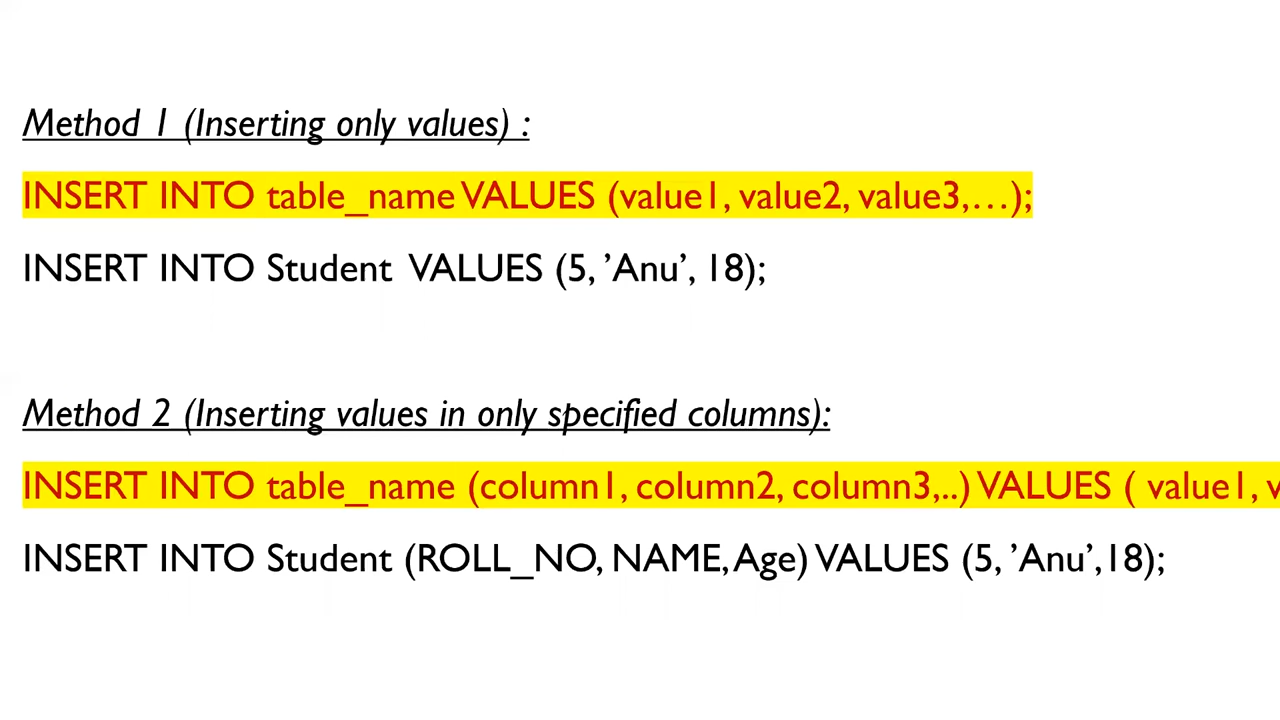 Method 1 (Inserting only values) :
INSERT INTO table_name VALUES (value1, value2, value3,…);
INSERT INTO Student VALUES (5, ’Anu’, 18);
Method 2 (Inserting values in only specified columns):
INSERT INTO table_name (column1, column2, column3,..) VALUES ( value1, v
INSERT INTO Student (ROLL_NO, NAME, Age) VALUES (5, ’Anu’,18);